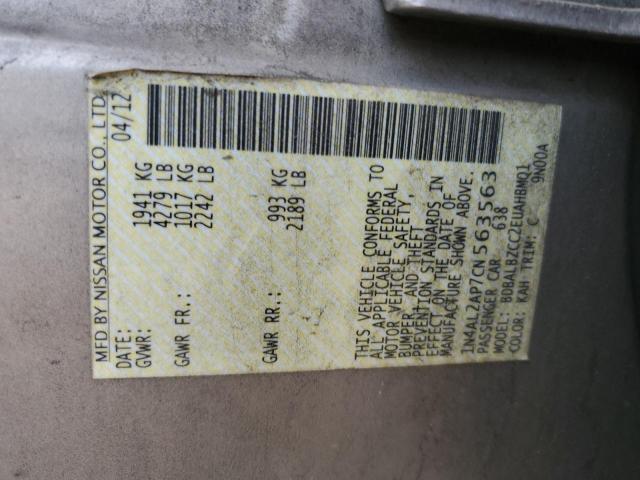 MFD BY NISSAN MOTOR CO., LTD.
DATE: 04/12
GVWR: 1941 KG
4279 LB
GAWR FR.: 1017 KG
2242 LB
GAWR RR.: 993 KG
2189 LB
THIS VEHICLE CONFORMS TO
ALL APPLICABLE FEDERAL
MOTOR VEHICLE SAFETY,
BUMPER, AND THEFT
PREVENTION STANDARDS IN
EFFECT ON THE DATE OF
MANUFACTURE SHOWN ABOVE.
1N4AL2AP7CN563563
PASSENGER CAR 638
MODEL: BDBALBZCCZEUAHBMQ1
COLOR: KAH TRIM: C 9N00A